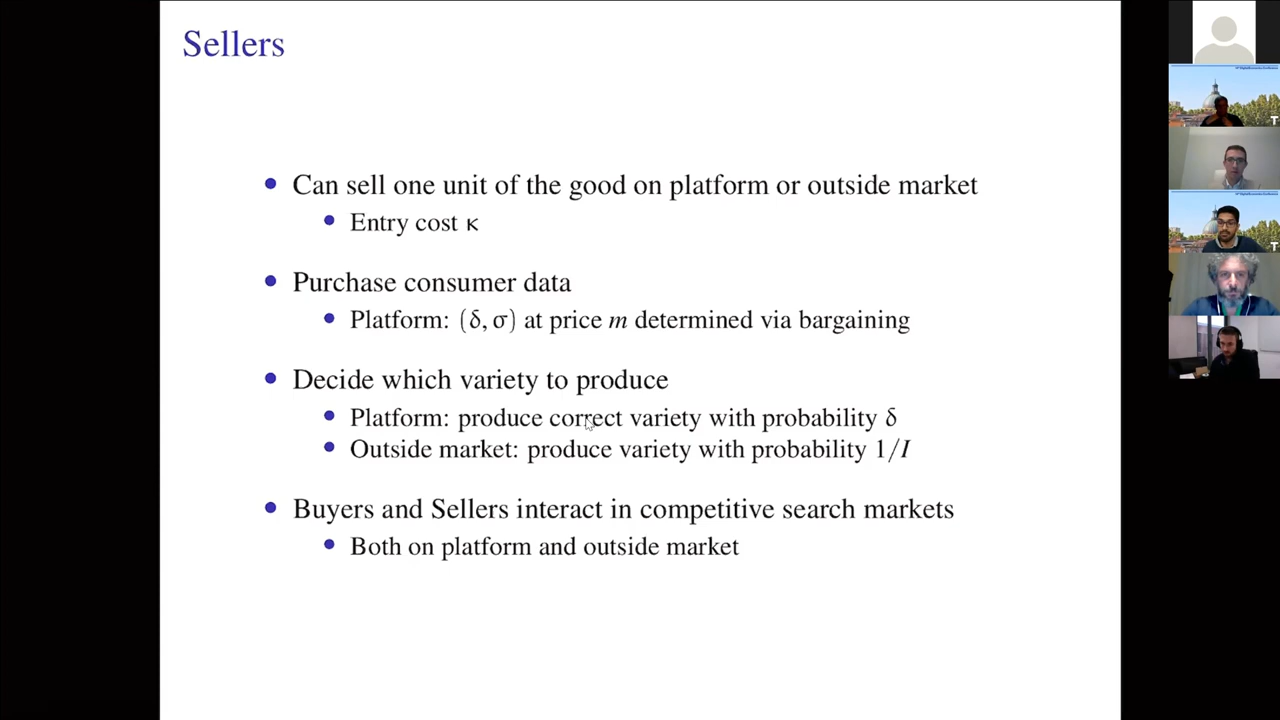 Sellers
Can sell one unit of the good on platform or outside market
Entry cost κ
Purchase consumer data
Platform: (δ, σ) at price m determined via bargaining
Decide which variety to produce
Platform: produce correct variety with probability δ
Outside market: produce variety with probability 1/I
Buyers and Sellers interact in competitive search markets
Both on platform and outside market
T
T